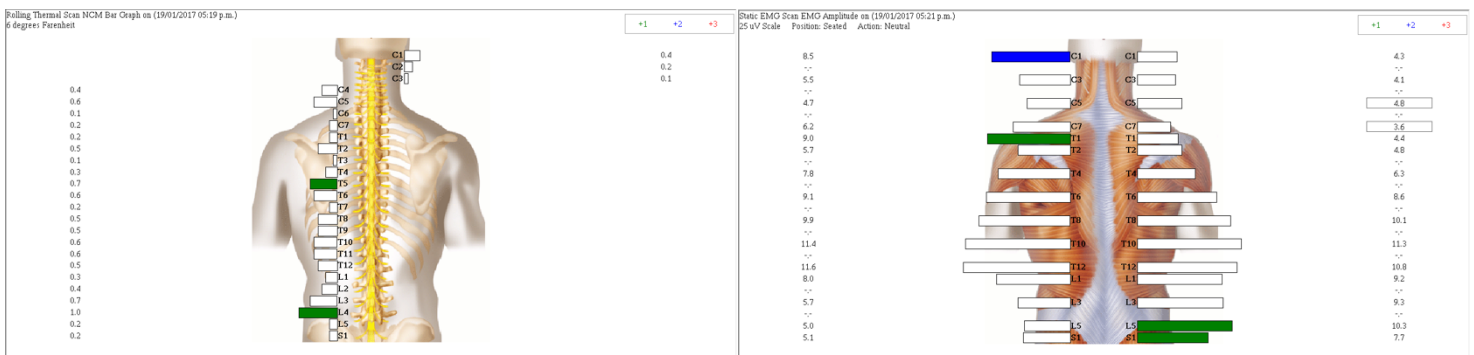 Rolling Thermal Scan NCM Bar Graph on (19/01/2017 05:19 p.m.)
6 degrees Farenheit
+1 +2 +3
C1 0.4
C2 0.2
C3 0.1
0.4 C4
0.6 C5
0.1 C6
0.2 C7
0.2 T1
0.5 T2
0.1 T3
0.3 T4
0.7 T5
0.6 T6
0.2 T7
0.5 T8
0.5 T9
0.6 T10
0.6 T11
0.5 T12
0.3 L1
0.4 L2
0.7 L3
1.0 L4
0.2 L5
0.2 S1
Static EMG Scan EMG Amplitude on (19/01/2017 05:21 p.m.)
25 uV Scale Position: Seated Action: Neutral
+1 +2 +3
8.5 C1 C1 4.3
-.- -.-
5.5 C3 C3 4.1
-.- -.-
4.7 C5 C5 4.8
-.- -.-
6.2 C7 C7 3.6
9.0 T1 T1 4.4
5.7 T2 T2 4.8
-.- -.-
7.8 T4 T4 6.3
-.- -.-
9.1 T6 T6 8.6
-.- -.-
9.9 T8 T8 10.1
-.- -.-
11.4 T10 T10 11.3
-.- -.-
11.6 T12 T12 10.8
8.0 L1 L1 9.2
-.- -.-
5.7 L3 L3 9.3
-.- -.-
5.0 L5 L5 10.3
5.1 S1 S1 7.7